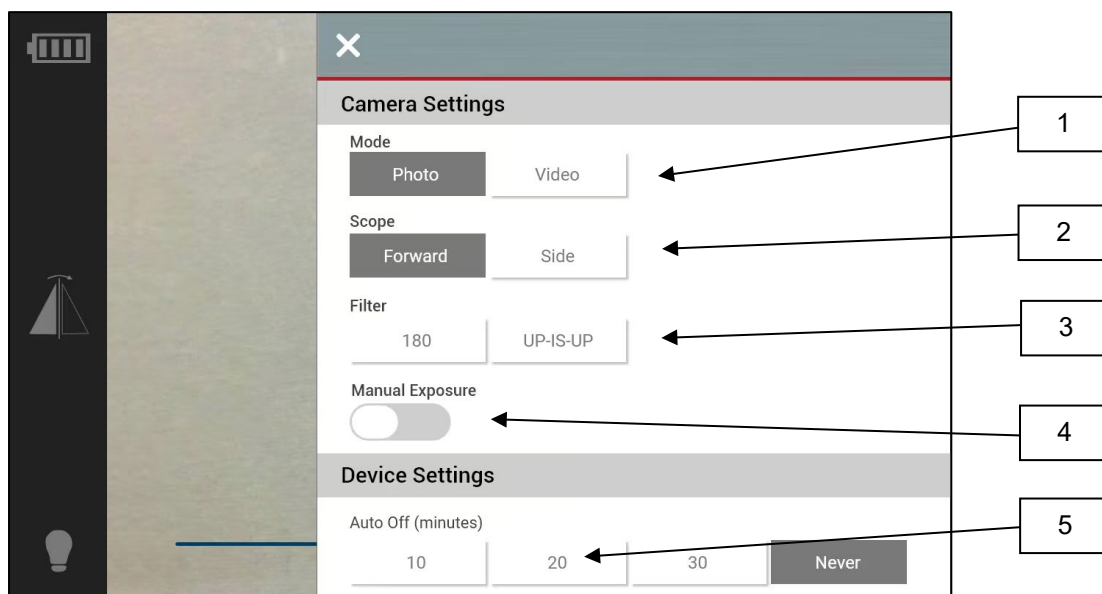 Camera Settings
Mode
Photo Video
1
Scope
Forward Side
2
Filter
180 UP-IS-UP
3
Manual Exposure
4
Device Settings
Auto Off (minutes)
5
10 20 30 Never